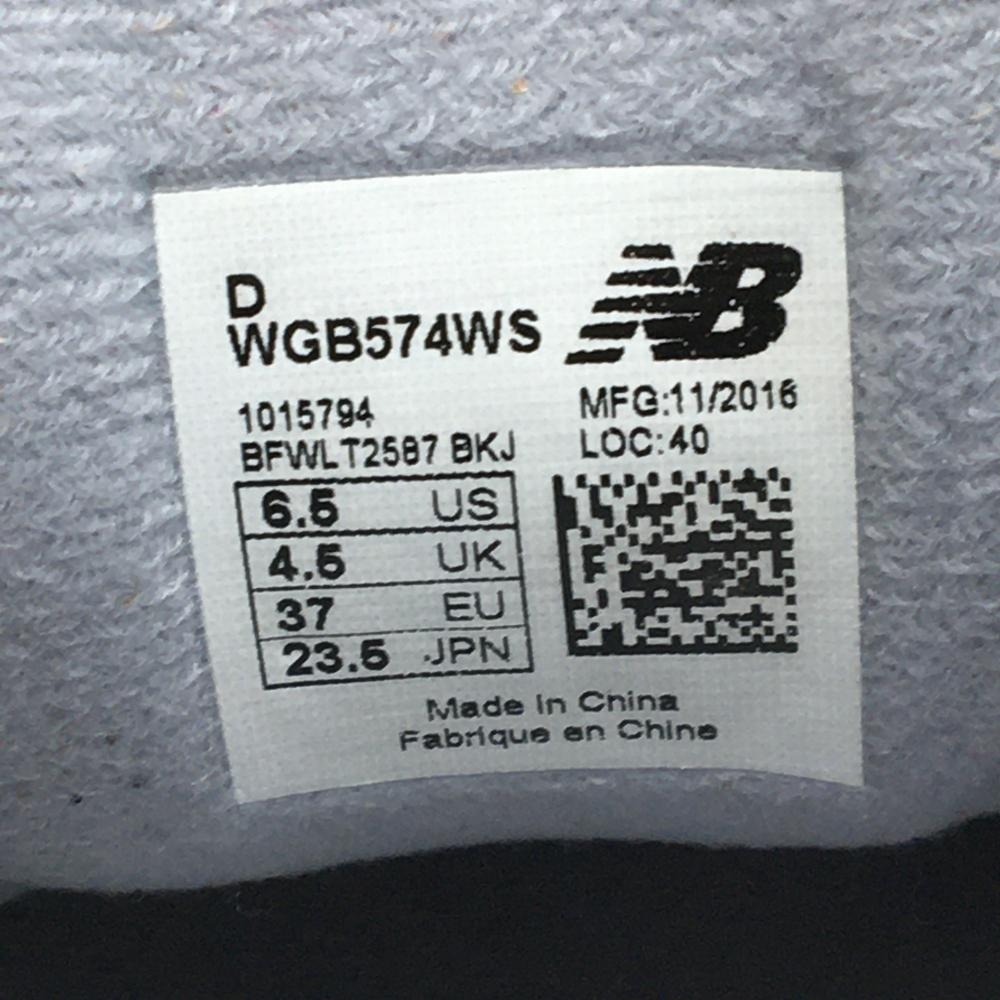 D
WGB574WS
NB
1015794
BFWLT2587 BKJ
MFG:11/2016
LOC:40
6.5 US
4.5 UK
37 EU
23.5 JPN
Made in China
Fabrique en Chine